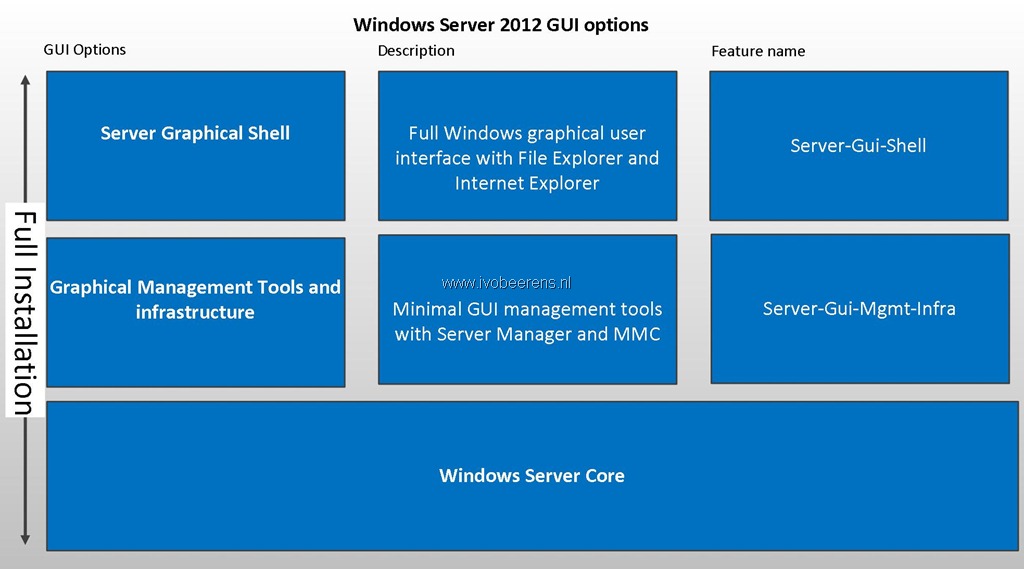 Windows Server 2012 GUI options
GUI Options
Description
Feature name
Full Installation
Server Graphical Shell
Full Windows graphical user
interface with File Explorer and
Internet Explorer
Server-Gui-Shell
Graphical Management Tools and
infrastructure
www.ivobeerens.nl
Minimal GUI management tools
with Server Manager and MMC
Server-Gui-Mgmt-Infra
Windows Server Core